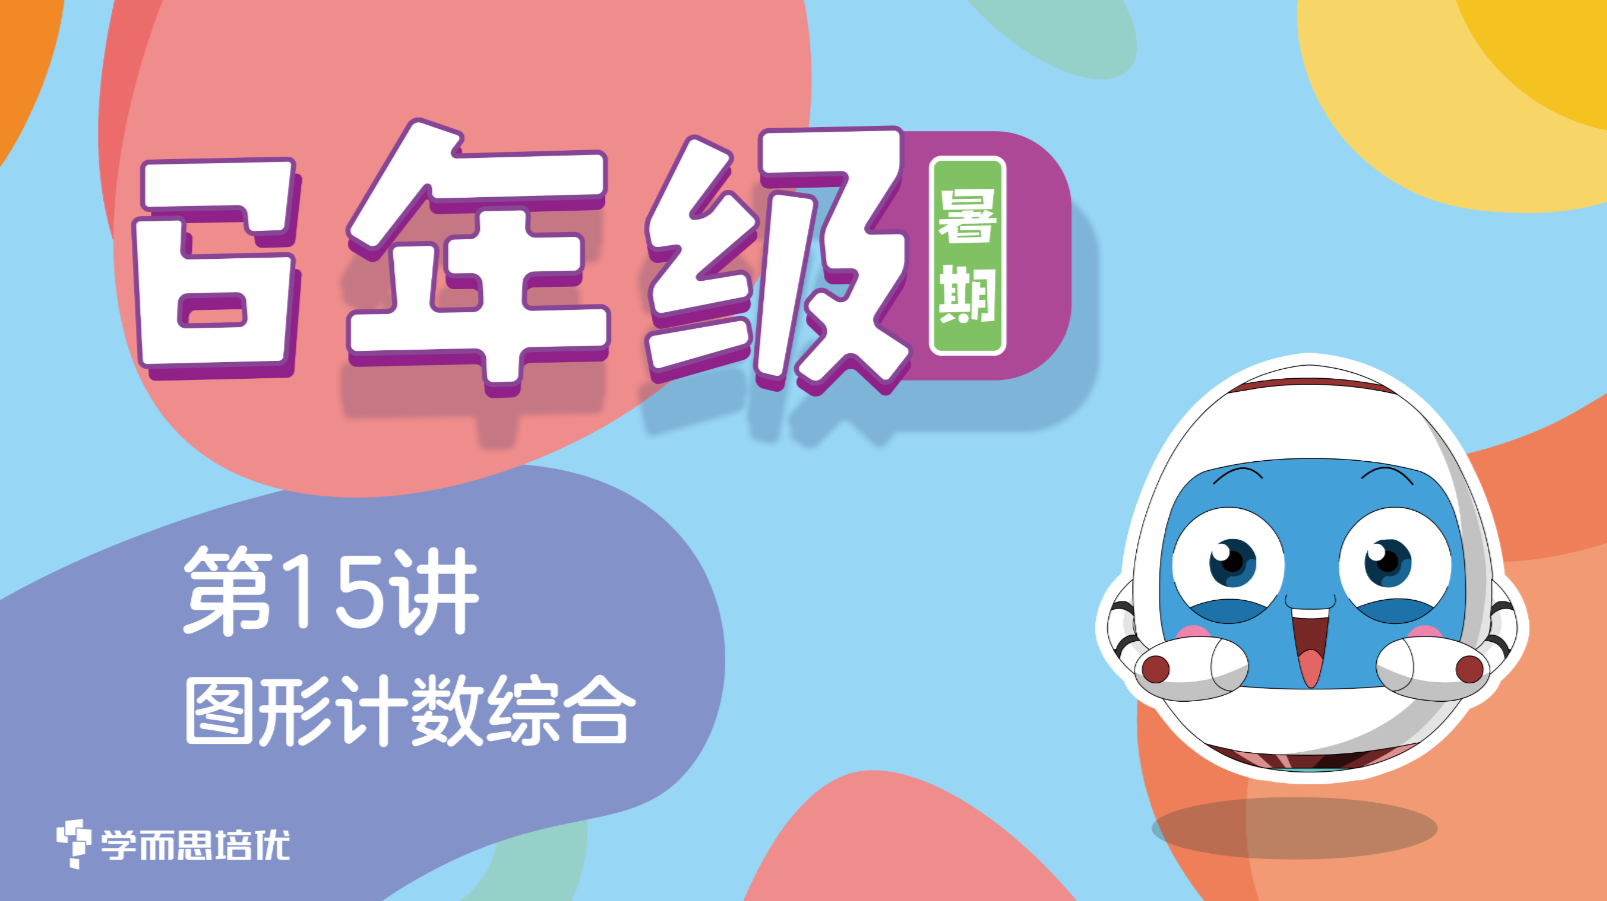 6年级
暑期
第15讲
图形计数综合
学而思培优